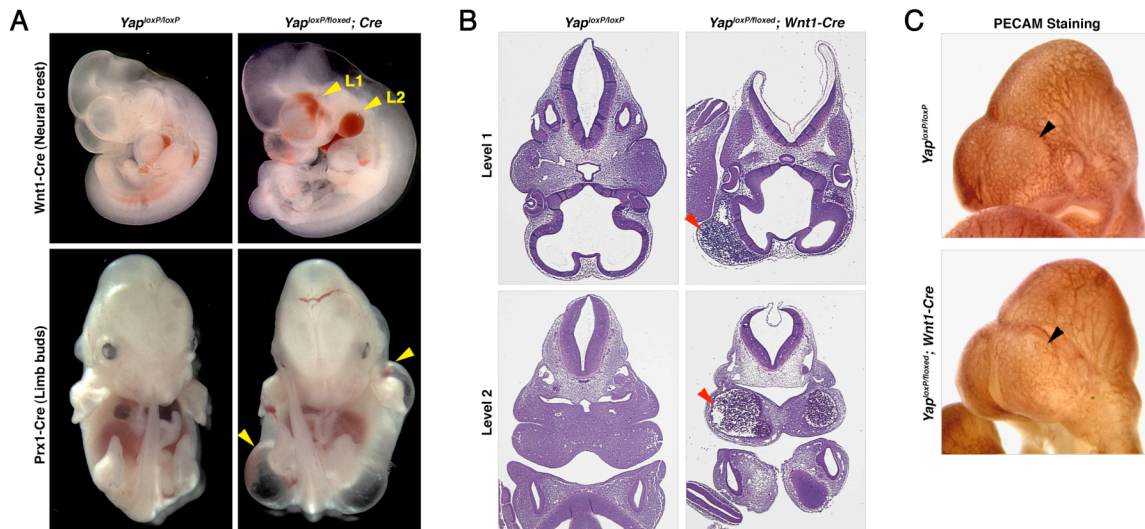 A
Yap^loxP/loxP
Yap^loxP/floxed; Cre
Wnt1-Cre (Neural crest)
L1
L2
Prx1-Cre (Limb buds)
B
Yap^loxP/loxP
Yap^loxP/floxed; Wnt1-Cre
Level 1
Level 2
C
PECAM Staining
Yap^loxP/loxP
Yap^loxP/floxed; Wnt1-Cre